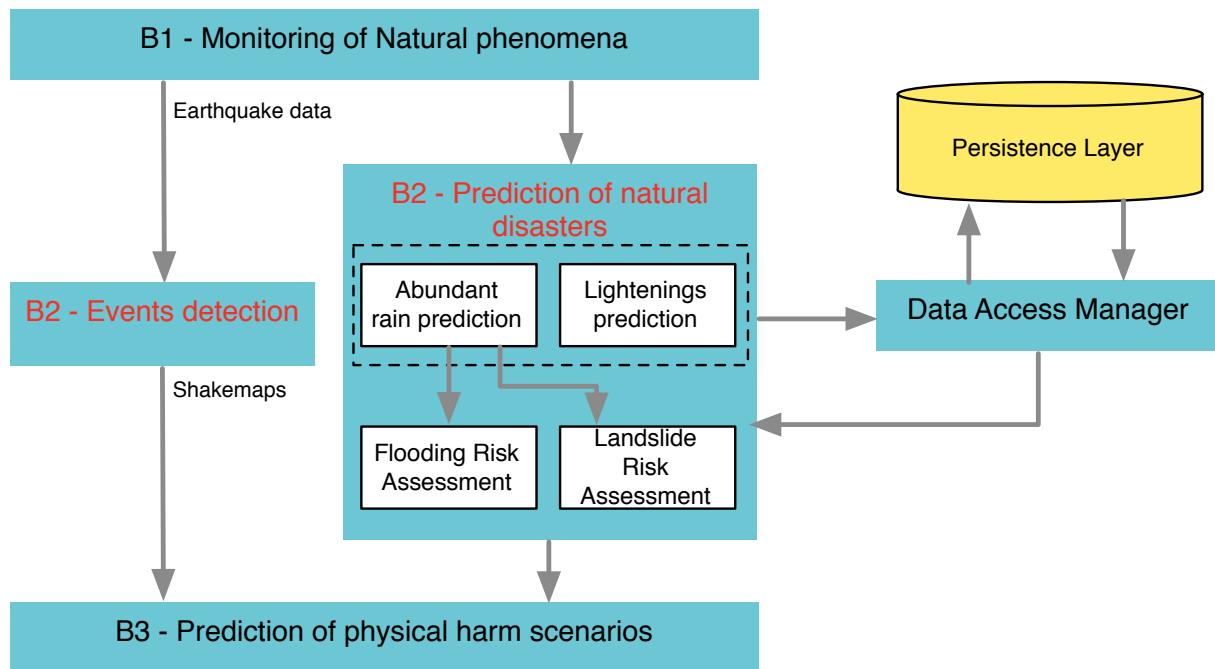 B1 - Monitoring of Natural phenomena
Earthquake data
Persistence Layer
B2 - Prediction of natural
disasters
B2 - Events detection
Abundant
rain prediction
Lightenings
prediction
Data Access Manager
Shakemaps
Flooding Risk
Assessment
Landslide
Risk
Assessment
B3 - Prediction of physical harm scenarios